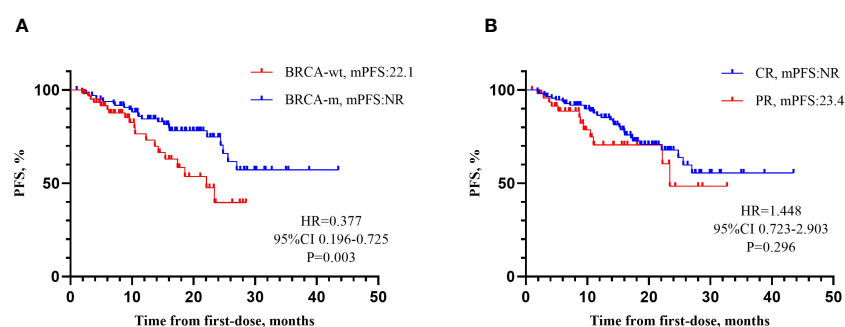 A
BRCA-wt, mPFS:22.1
BRCA-m, mPFS:NR
PFS, %
100
50
0
HR=0.377
95%CI 0.196-0.725
P=0.003
0 10 20 30 40 50
Time from first-dose, months
B
CR, mPFS:NR
PR, mPFS:23.4
PFS, %
100
50
0
HR=1.448
95%CI 0.723-2.903
P=0.296
0 10 20 30 40 50
Time from first-dose, months